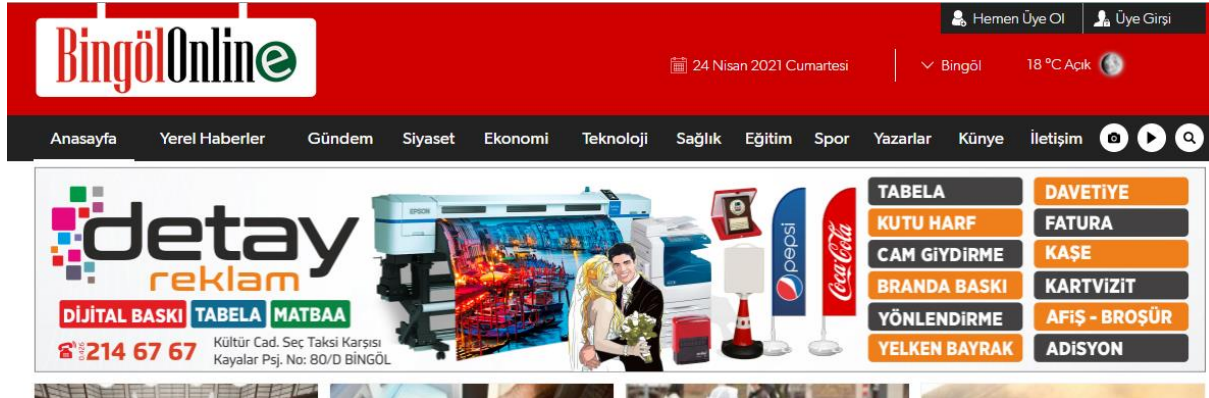 Hemen Üye Ol Üye Girşi
BingölOnline
24 Nisan 2021 Cumartesi Bingöl 18 °C Açık
Anasayfa Yerel Haberler Gündem Siyaset Ekonomi Teknoloji Sağlık Eğitim Spor Yazarlar Künye İletişim
detay
reklam
DİJİTAL BASKI TABELA MATBAA
0.426 214 67 67
Kültür Cad. Seç Taksi Karşısı
Kayalar Psj. No: 80/D BİNGÖL
EPSON
pepsi
Coca Cola
TABELA DAVETİYE
KUTU HARF FATURA
CAM GİYDİRME KAŞE
BRANDA BASKI KARTVİZİT
YÖNLENDİRME AFİŞ - BROŞÜR
YELKEN BAYRAK ADİSYON